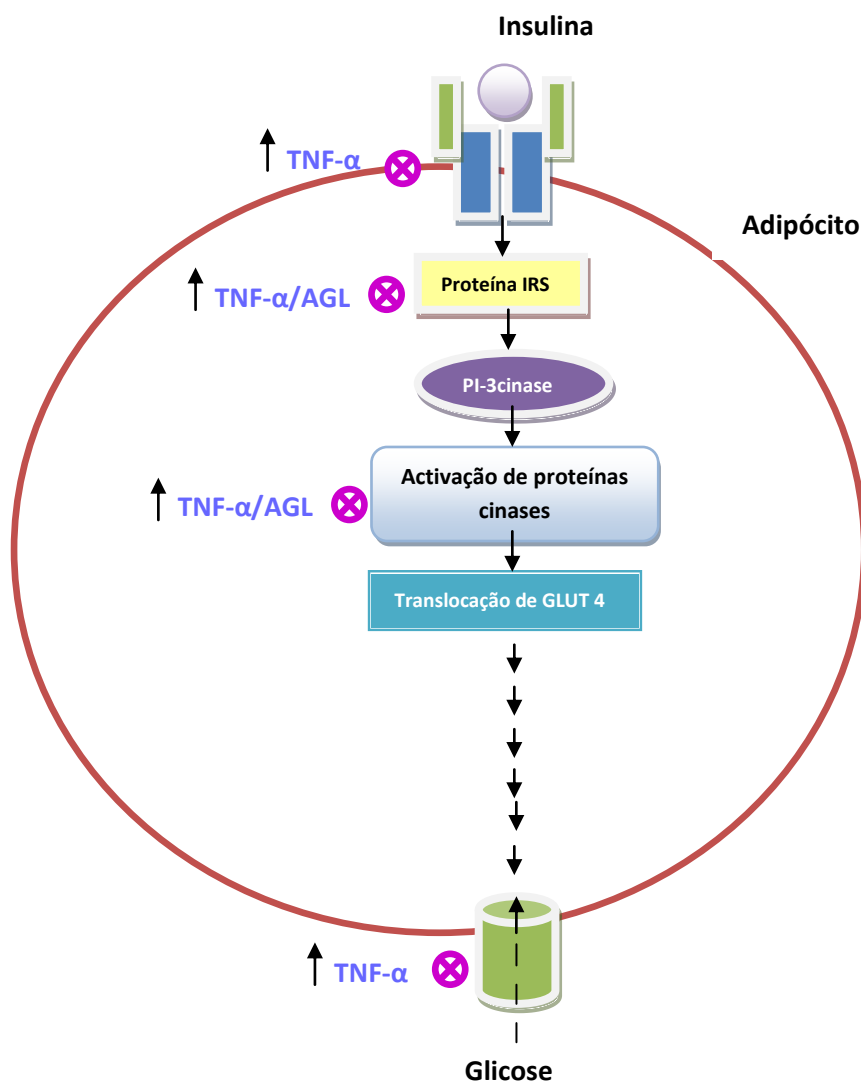 Insulina
TNF-α
Adipócito
Proteína IRS
TNF-α/AGL
PI-3cinase
Activação de proteínas
cinases
TNF-α/AGL
Translocação de GLUT 4
TNF-α
Glicose